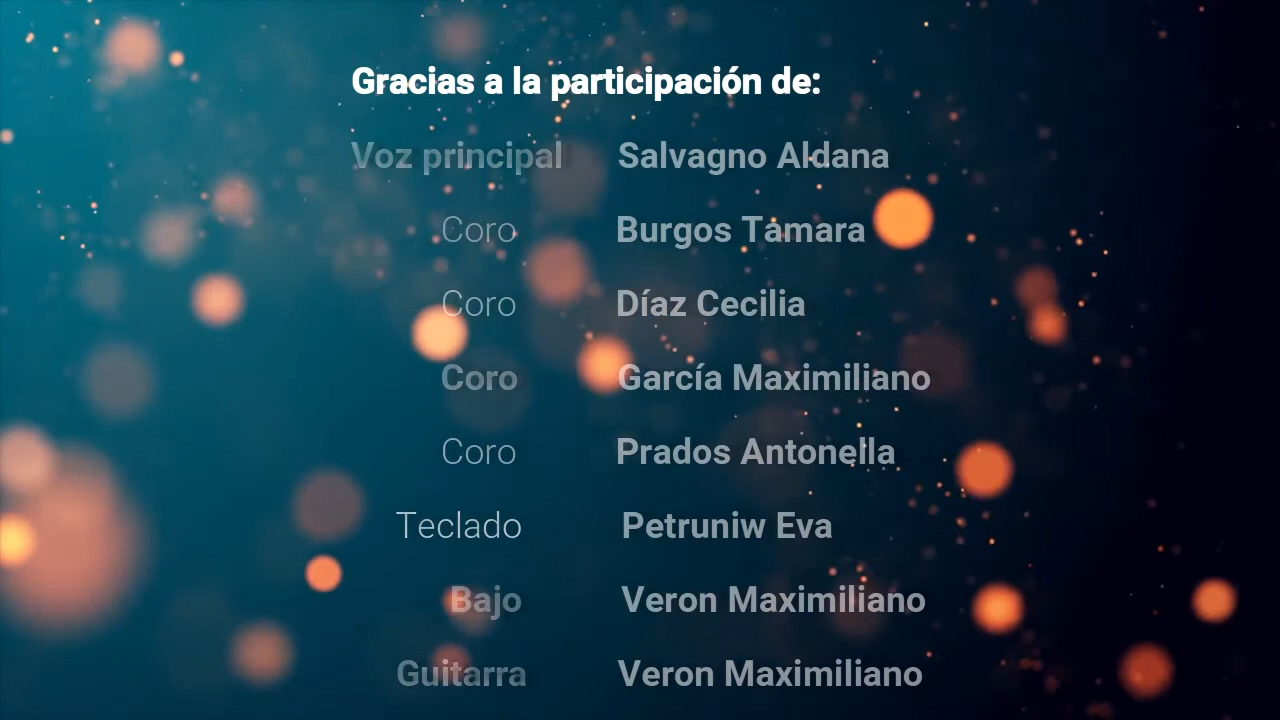 Gracias a la participación de:
Voz principal Salvagno Aldana
Coro Burgos Tamara
Coro Díaz Cecilia
Coro García Maximiliano
Coro Prados Antonella
Teclado Petruniw Eva
Bajo Veron Maximiliano
Guitarra Veron Maximiliano